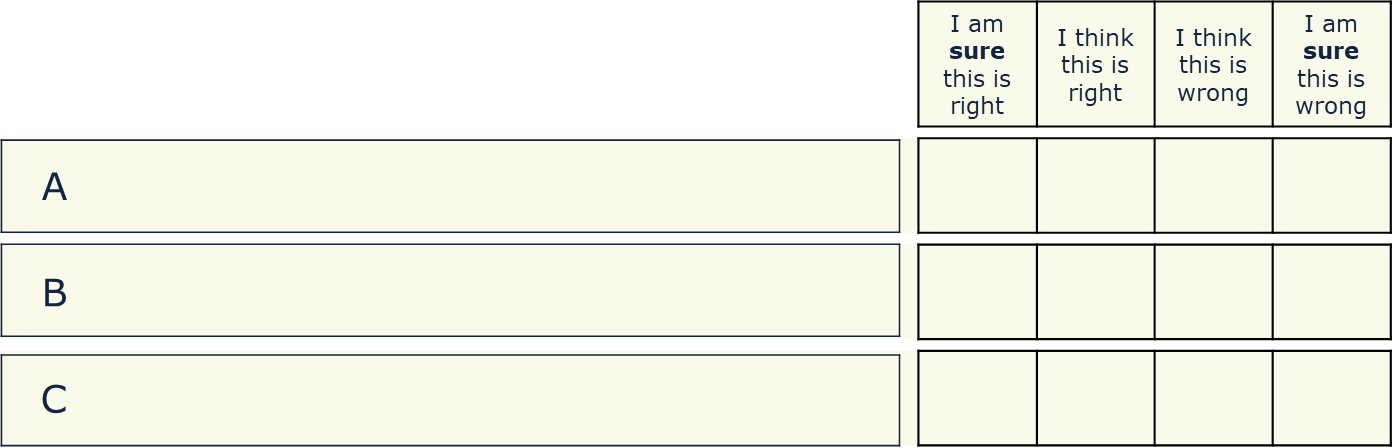 I am
sure
this is
right
I think
this is
right
I think
this is
wrong
I am
sure
this is
wrong
A
B
C